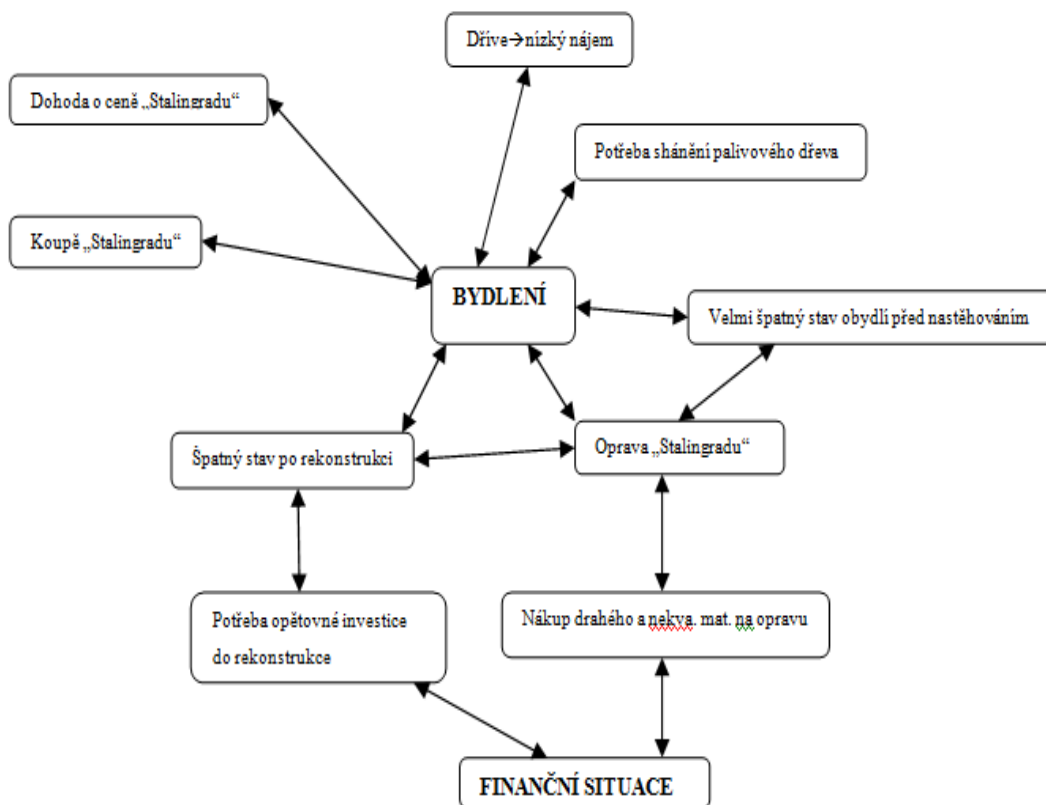 Dříve→nízký nájem
Dohoda o ceně „Stalingradu“
Potřeba shánění palivového dřeva
Koupě „Stalingradu“
BYDLENÍ
Velmi špatný stav obydlí před nastěhováním
Špatný stav po rekonstrukci
Oprava „Stalingradu“
Potřeba opětovné investice
do rekonstrukce
Nákup drahého a nekva. mat. na opravu
FINANČNÍ SITUACE